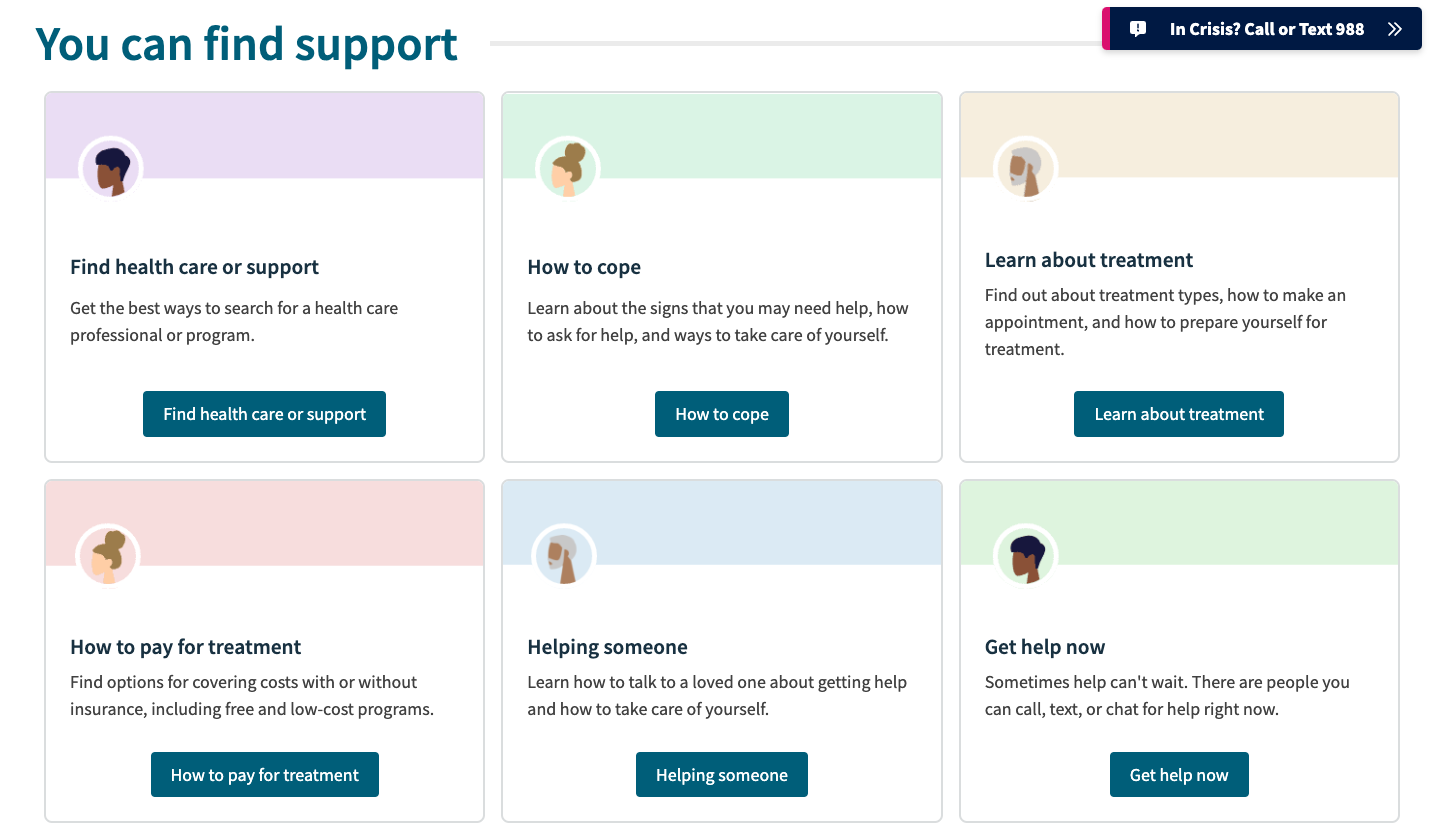 You can find support
In Crisis? Call or Text 988
Find health care or support
Get the best ways to search for a health care
professional or program.
Find health care or support
How to cope
Learn about the signs that you may need help, how
to ask for help, and ways to take care of yourself.
How to cope
Learn about treatment
Find out about treatment types, how to make an
appointment, and how to prepare yourself for
treatment.
Learn about treatment
How to pay for treatment
Find options for covering costs with or without
insurance, including free and low-cost programs.
How to pay for treatment
Helping someone
Learn how to talk to a loved one about getting help
and how to take care of yourself.
Helping someone
Get help now
Sometimes help can't wait. There are people you
can call, text, or chat for help right now.
Get help now